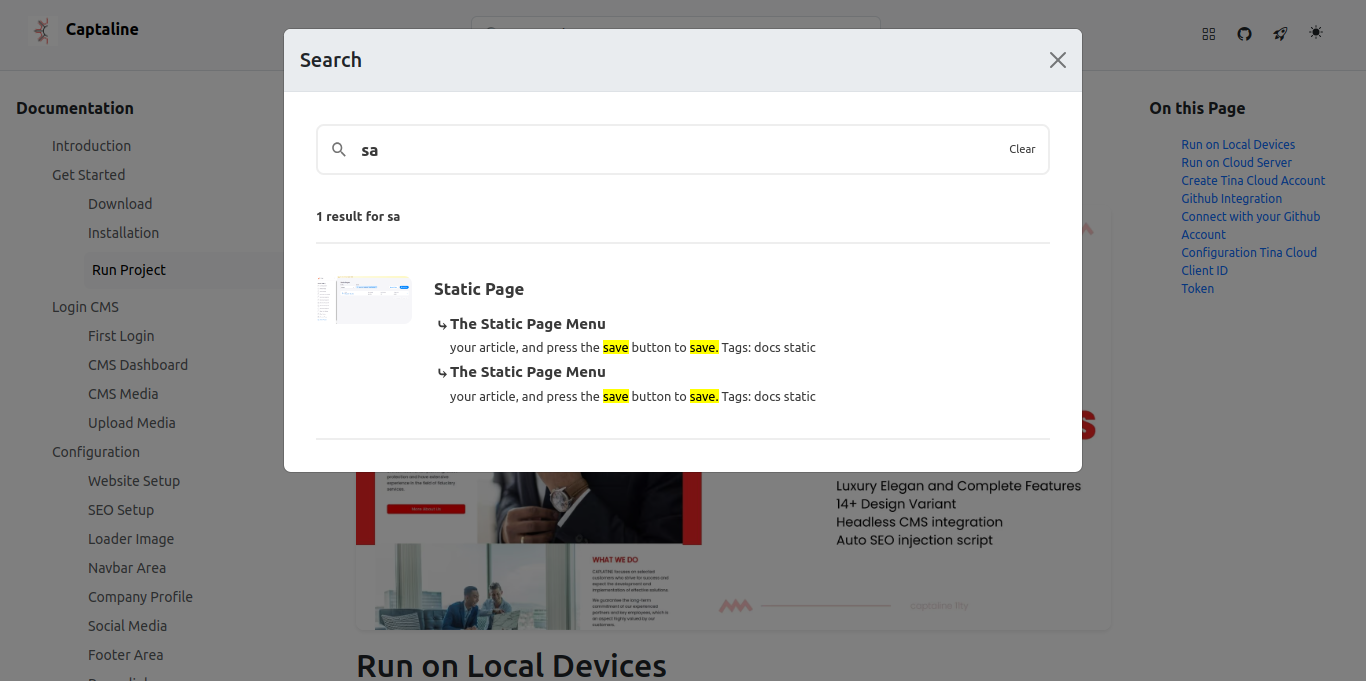 Captaline
Search
sa
Clear
1 result for sa
Static Page
The Static Page Menu
your article, and press the save button to save. Tags: docs static
The Static Page Menu
your article, and press the save button to save. Tags: docs static
Documentation
Introduction
Get Started
Download
Installation
Run Project
Login CMS
First Login
CMS Dashboard
CMS Media
Upload Media
Configuration
Website Setup
SEO Setup
Loader Image
Navbar Area
Company Profile
Social Media
Footer Area
On this Page
Run on Local Devices
Run on Cloud Server
Create Tina Cloud Account
Github Integration
Connect with your Github
Account
Configuration Tina Cloud
Client ID
Token
Luxury Elegan and Complete Features
14+ Design Variant
Headless CMS integration
Auto SEO injection script
WHAT WE DO
Run on Local Devices